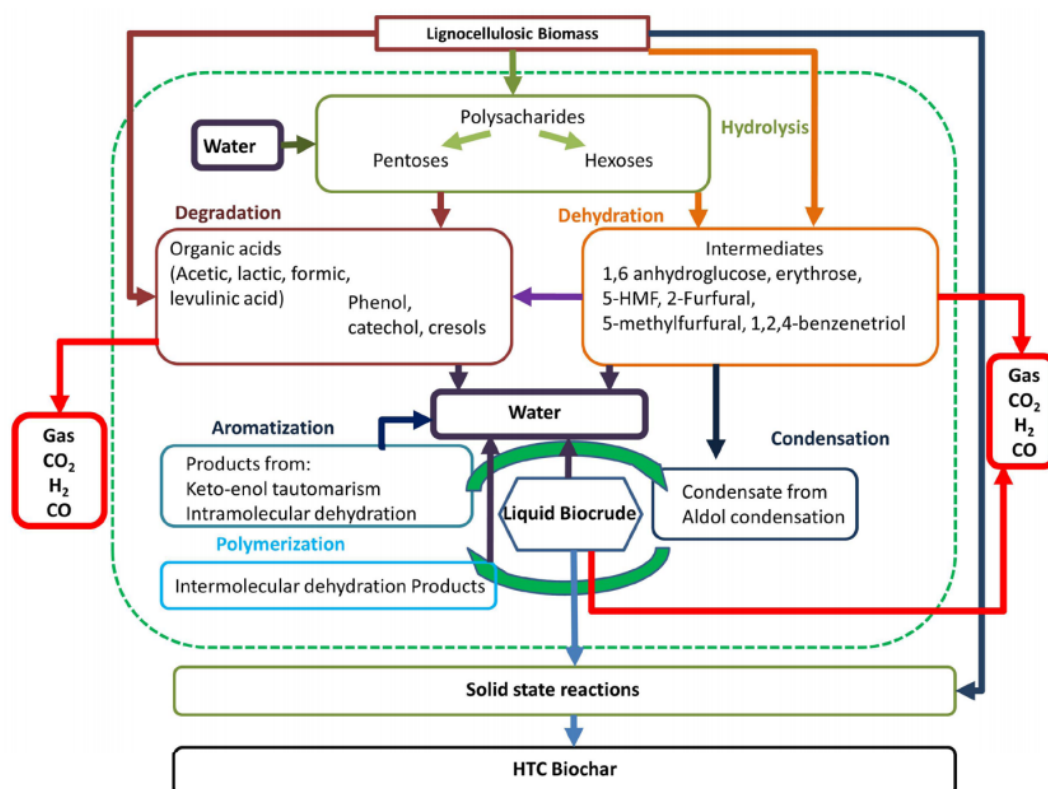 Lignocellulosic Biomass
Polysacharides
Hydrolysis
Water
Pentoses
Hexoses
Degradation
Dehydration
Organic acids
(Acetic, lactic, formic,
levulinic acid)
Phenol,
catechol, cresols
Intermediates
1,6 anhydroglucose, erythrose,
5-HMF, 2-Furfural,
5-methylfurfural, 1,2,4-benzenetriol
Gas
CO₂
H₂
CO
Gas
CO₂
H₂
CO
Water
Aromatization
Condensation
Products from:
Keto-enol tautomarism
Intramolecular dehydration
Liquid Biocrude
Condensate from
Aldol condensation
Polymerization
Intermolecular dehydration Products
Solid state reactions
HTC Biochar